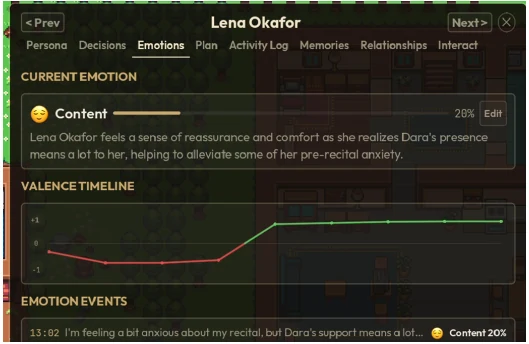 < Prev
Lena Okafor
Next >
Persona Decisions Emotions Plan Activity Log Memories Relationships Interact
CURRENT EMOTION
Content
20%
Edit
Lena Okafor feels a sense of reassurance and comfort as she realizes Dara's presence
means a lot to her, helping to alleviate some of her pre-recital anxiety.
VALENCE TIMELINE
+1
0
-1
EMOTION EVENTS
13:02 I'm feeling a bit anxious about my recital, but Dara's support means a lot... Content 20%